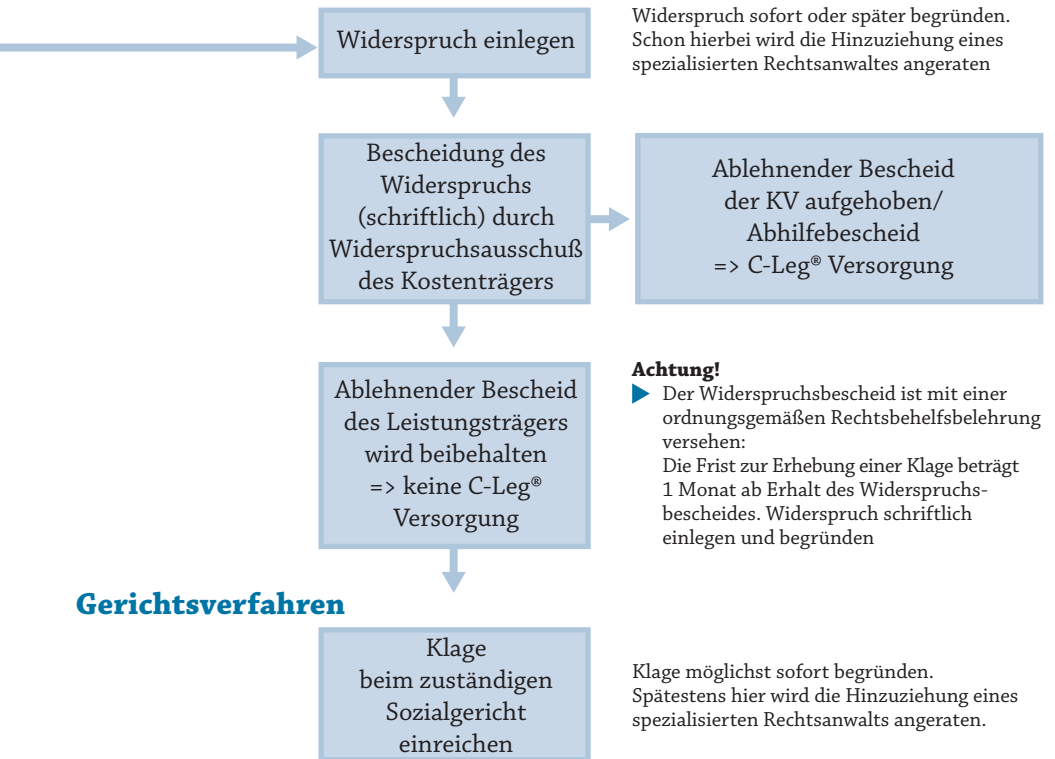 Widerspruch einlegen
Widerspruch sofort oder später begründen.
Schon hierbei wird die Hinzuziehung eines
spezialisierten Rechtsanwaltes angeraten
Bescheidung des
Widerspruchs
(schriftlich) durch
Widerspruchsausschuß
des Kostenträgers
Ablehnender Bescheid
der KV aufgehoben/
Abhilfebescheid
=> C-Leg® Versorgung
Ablehnender Bescheid
des Leistungsträgers
wird beibehalten
=> keine C-Leg®
Versorgung
Achtung!
Der Widerspruchsbescheid ist mit einer
ordnungsgemäßen Rechtsbehelfsbelehrung
versehen:
Die Frist zur Erhebung einer Klage beträgt
1 Monat ab Erhalt des Widerspruchs-
bescheides. Widerspruch schriftlich
einlegen und begründen
Gerichtsverfahren
Klage
beim zuständigen
Sozialgericht
einreichen
Klage möglichst sofort begründen.
Spätestens hier wird die Hinzuziehung eines
spezialisierten Rechtsanwalts angeraten.